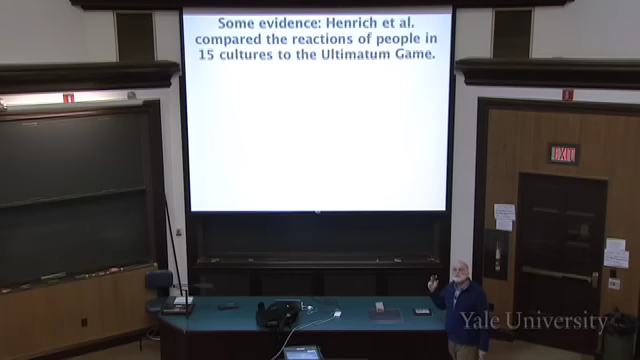 Some evidence: Henrich et al.
compared the reactions of people in
15 cultures to the Ultimatum Game.
EXIT
Yale University